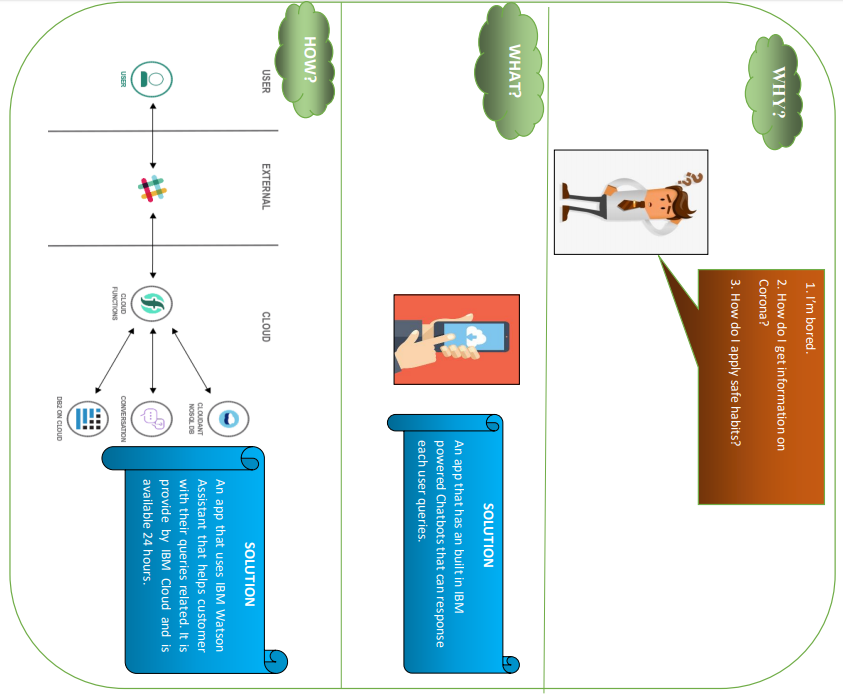 WHY?
1. I'm bored.
2. How do I get information on
Corona?
3. How do I apply safe habits?
WHAT?
SOLUTION
An app that has an built in IBM
powered Chatbots that can response
each user queries.
HOW?
USER
EXTERNAL
CLOUD
USER
CLOUD
FUNCTIONS
CLOUDANT
NOSQL DB
CONVERSATION
DB2 ON CLOUD
SOLUTION
An app that uses IBM Watson
Assistant that helps customer
with their queries related. It is
provide by IBM Cloud and is
available 24 hours.